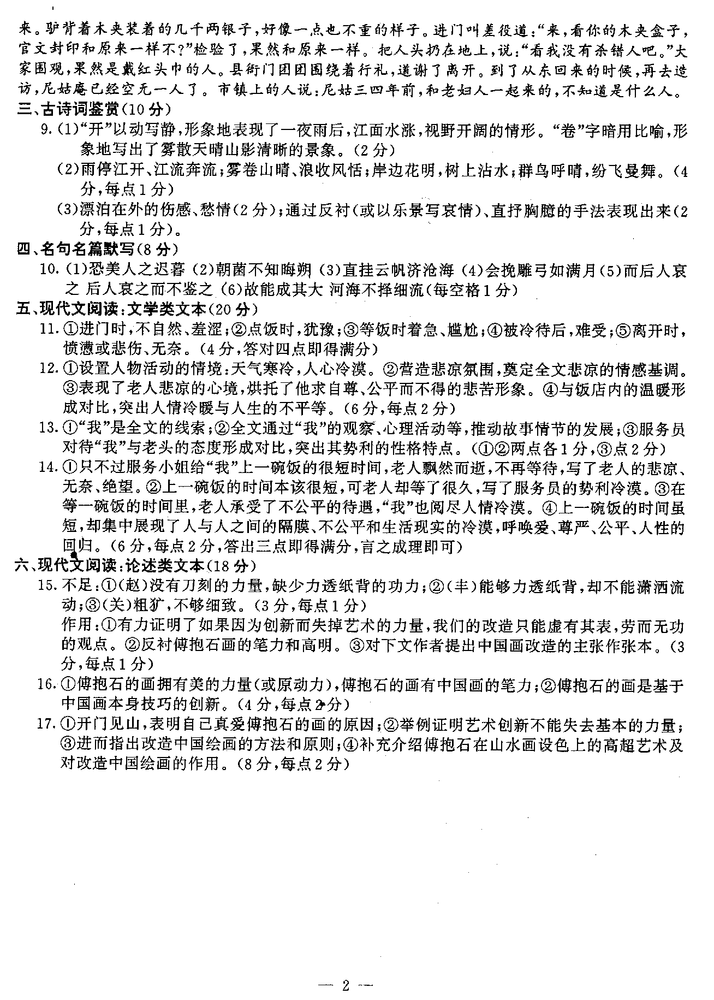 来。驴背着木夹装着的几千两银子,好像一点也不重的样子。进门叫差役道:“来,看你的木夹盒子,
官文封印和原来一样不?”检验了,果然和原来一样。把人头扔在地上,说:“看我没有杀错人吧。”大
家围观,果然是戴红头巾的人。县衙门团团围绕着行礼,道谢了离开。到了从东回来的时候,再去造
访,尼姑庵已经空无一人了。市镇上的人说:尼姑三四年前,和老妇人一起来的,不知道是什么人。
三、古诗词鉴赏(10分)
9. (1)“开”以动写静,形象地表现了一夜雨后,江面水涨,视野开阔的情形。“卷”字暗用比喻,形
象地写出了雾散天晴山影清晰的景象。(2分)
(2)雨停江开、江流奔流;雾卷山晴、浪收风恬;岸边花明,树上沾水;群鸟呼晴,纷飞曼舞。(4
分,每点1分)
(3)漂泊在外的伤感、愁情(2分);通过反衬(或以乐景写哀情)、直抒胸臆的手法表现出来(2
分,每点1分)。
四、名句名篇默写(8分)
10. (1)恐美人之迟暮 (2)朝菌不知晦朔 (3)直挂云帆济沧海 (4)会挽雕弓如满月(5)而后人哀
之 后人哀之而不鉴之 (6)故能成其大 河海不择细流(每空格1分)
五、现代文阅读:文学类文本(20分)
11. ①进门时,不自然、羞涩;②点饭时,犹豫;③等饭时着急、尴尬;④被冷待后,难受;⑤离开时,
愤懑或悲伤、无奈。(4分,答对四点即得满分)
12. ①设置人物活动的情境:天气寒冷,人心冷漠。②营造悲凉氛围,奠定全文悲凉的情感基调。
③表现了老人悲凉的心境,烘托了他求自尊、公平而不得的悲苦形象。④与饭店内的温暖形
成对比,突出人情冷暖与人生的不平等。(6分,每点2分)
13. ①“我”是全文的线索;②全文通过“我”的观察、心理活动等,推动故事情节的发展;③服务员
对待“我”与老头的态度形成对比,突出其势利的性格特点。(①②两点各1分,③点2分)
14. ①只不过服务小姐给“我”上一碗饭的很短时间,老人飘然而逝,不再等待,写了老人的悲凉、
无奈、绝望。②上一碗饭的时间本该很短,可老人却等了很久,写了服务员的势利冷漠。③在
等一碗饭的时间里,老人承受了不公平的待遇,“我”也阅尽人情冷漠。④上一碗饭的时间虽
短,却集中展现了人与人之间的隔膜、不公平和生活现实的冷漠,呼唤爱、尊严、公平、人性的
回归。(6分,每点2分,答出三点即得满分,言之成理即可)
六、现代文阅读:论述类文本(18分)
15. 不足:①(赵)没有刀刻的力量,缺少力透纸背的功力;②(丰)能够力透纸背,却不能潇洒流
动;③(关)粗犷,不够细致。(3分,每点1分)
作用:①有力证明了如果因为创新而失掉艺术的力量,我们的改造只能虚有其表,劳而无功
的观点。②反衬傅抱石画的笔力和高明。③对下文作者提出中国画改造的主张作张本。(3
分,每点1分)
16. ①傅抱石的画拥有美的力量(或原动力),傅抱石的画有中国画的笔力;②傅抱石的画是基于
中国画本身技巧的创新。(4分,每点2分)
17. ①开门见山,表明自己真爱傅抱石的画的原因;②举例证明艺术创新不能失去基本的力量;
③进而指出改造中国绘画的方法和原则;④补充介绍傅抱石在山水画设色上的高超艺术及
对改造中国绘画的作用。(8分,每点2分)
— 2 —